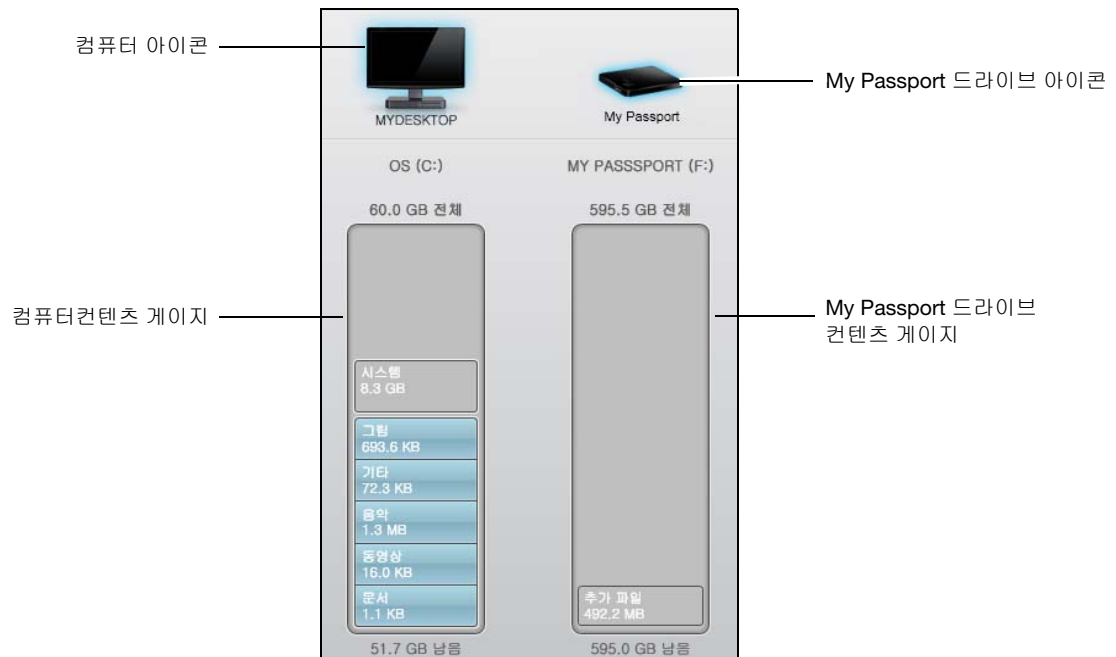 컴퓨터 아이콘
My Passport 드라이브 아이콘
MYDESKTOP
My Passport
OS (C:)
MY PASSSPORT (F:)
60.0 GB 전체
595.5 GB 전체
컴퓨터컨텐츠 게이지
My Passport 드라이브
컨텐츠 게이지
시스템
8.3 GB
그림
693.6 KB
기타
72.3 KB
음악
1.3 MB
동영상
16.0 KB
문서
1.1 KB
추가 파일
492.2 MB
51.7 GB 남음
595.0 GB 남음